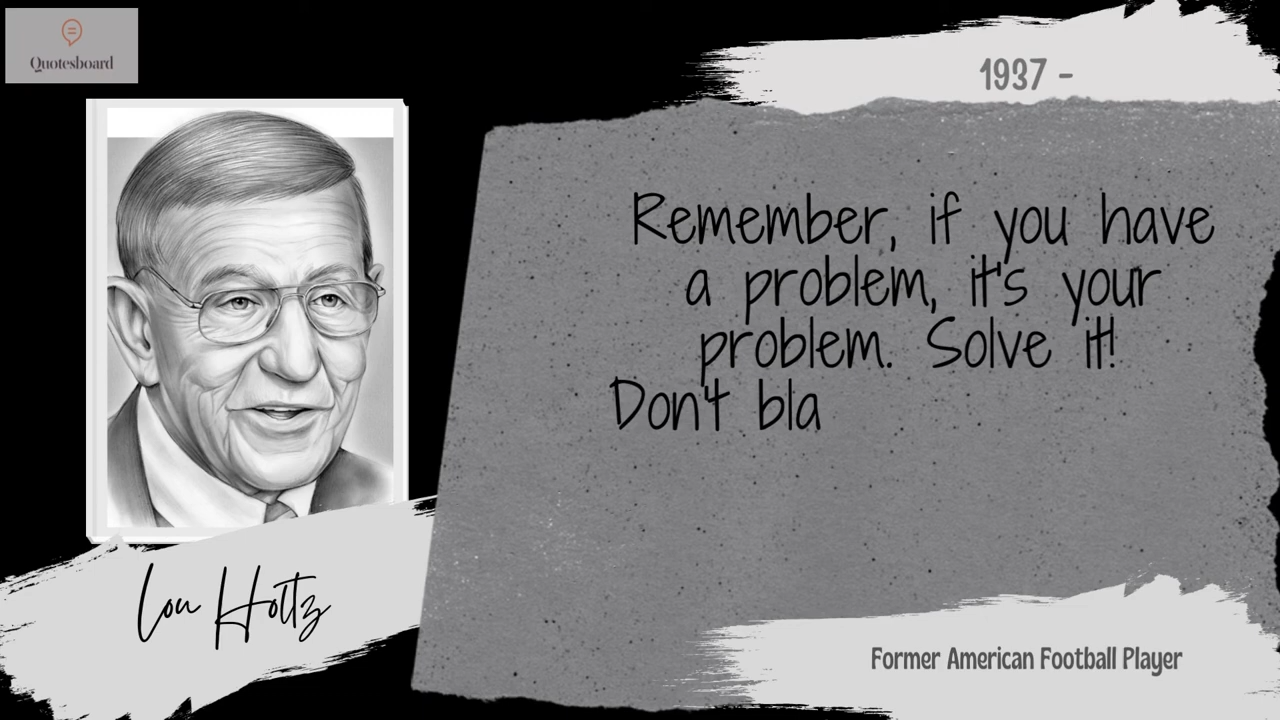 Quotesboard
1937 -
Remember, if you have
a problem, it's your
problem. Solve it!
Don't bla
Lou Holtz
Former American Football Player